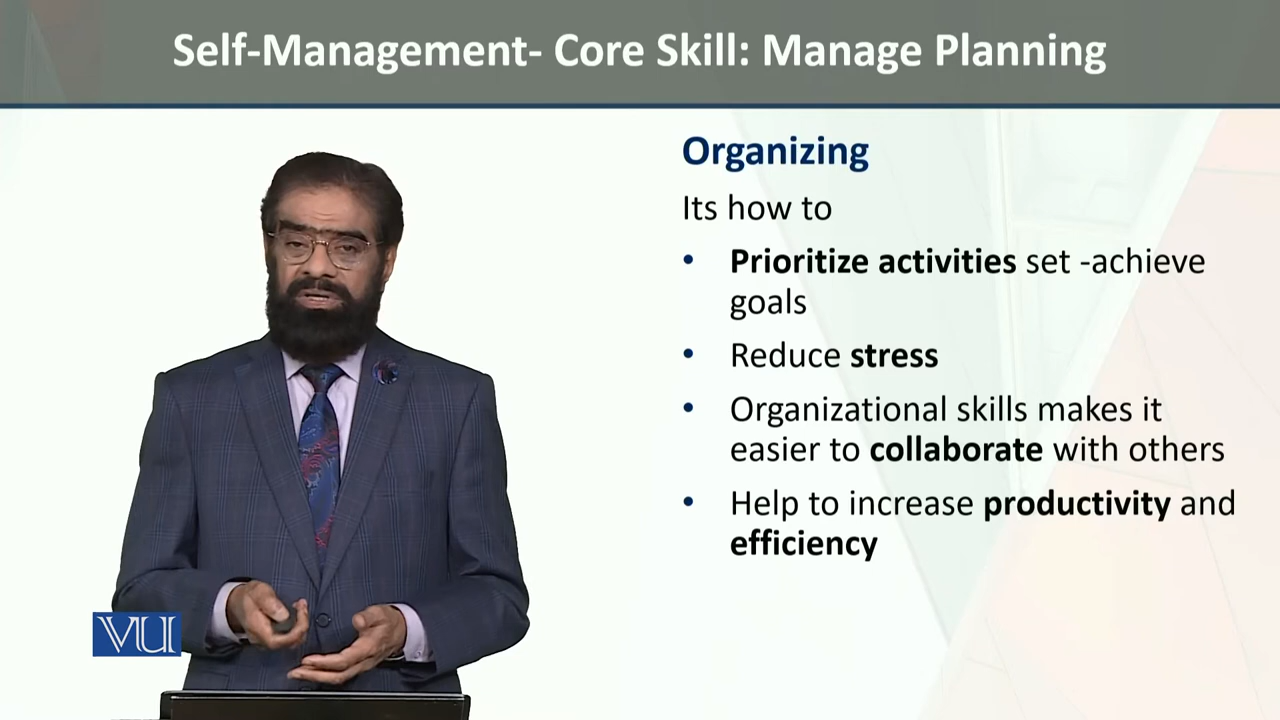 Self-Management- Core Skill: Manage Planning
Organizing
Its how to
• Prioritize activities set -achieve
goals
• Reduce stress
• Organizational skills makes it
easier to collaborate with others
• Help to increase productivity and
efficiency
VU